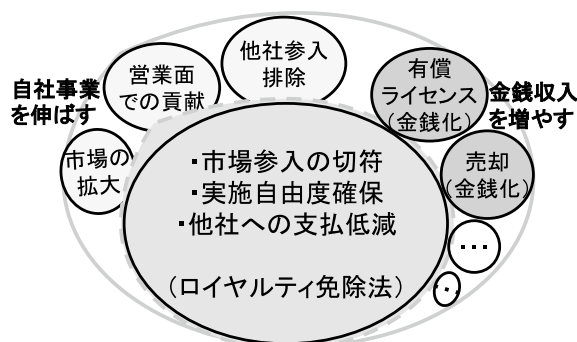 他社参入
排除
営業面
での貢献
有償
ライセンス
(金銭化)
自社事業
を伸ばす
金銭収入
を増やす
市場の
拡大
・市場参入の切符
・実施自由度確保
・他社への支払低減
(ロイヤルティ免除法)
売却
(金銭化)
・・・
・・